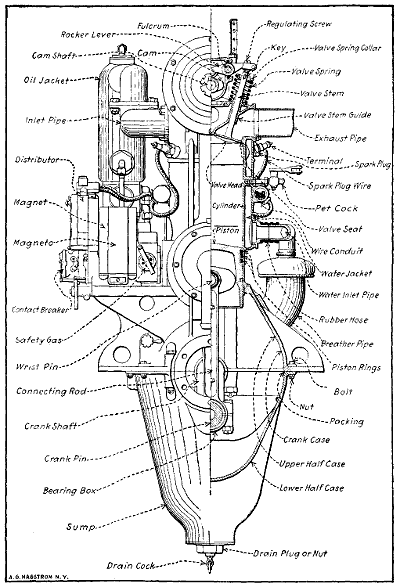 Fulcrum
Rocker Lever
Cam Shaft
Cam
Oil Jacket
Inlet Pipe
Distributor
Magnet
Magneto
Contact Breaker
Safety Gas
Wrist Pin
Connecting Rod
Crank Shaft
Crank Pin
Bearing Box
Sump
Drain Cock
Regulating Screw
Key
Valve Spring Collar
Valve Spring
Valve Stem
Valve Stem Guide
Exhaust Pipe
Terminal
Spark Plug
Spark Plug Wire
Valve Head
Pet Cock
Cylinder
Valve Seat
Piston
Wire Conduit
Water Jacket
Water Inlet Pipe
Rubber Hose
Breather Pipe
Piston Rings
Bolt
Nut
Packing
Crank Case
Upper Half Case
Lower Half Case
Drain Plug or Nut
A.G. HAGSTROM N.Y.